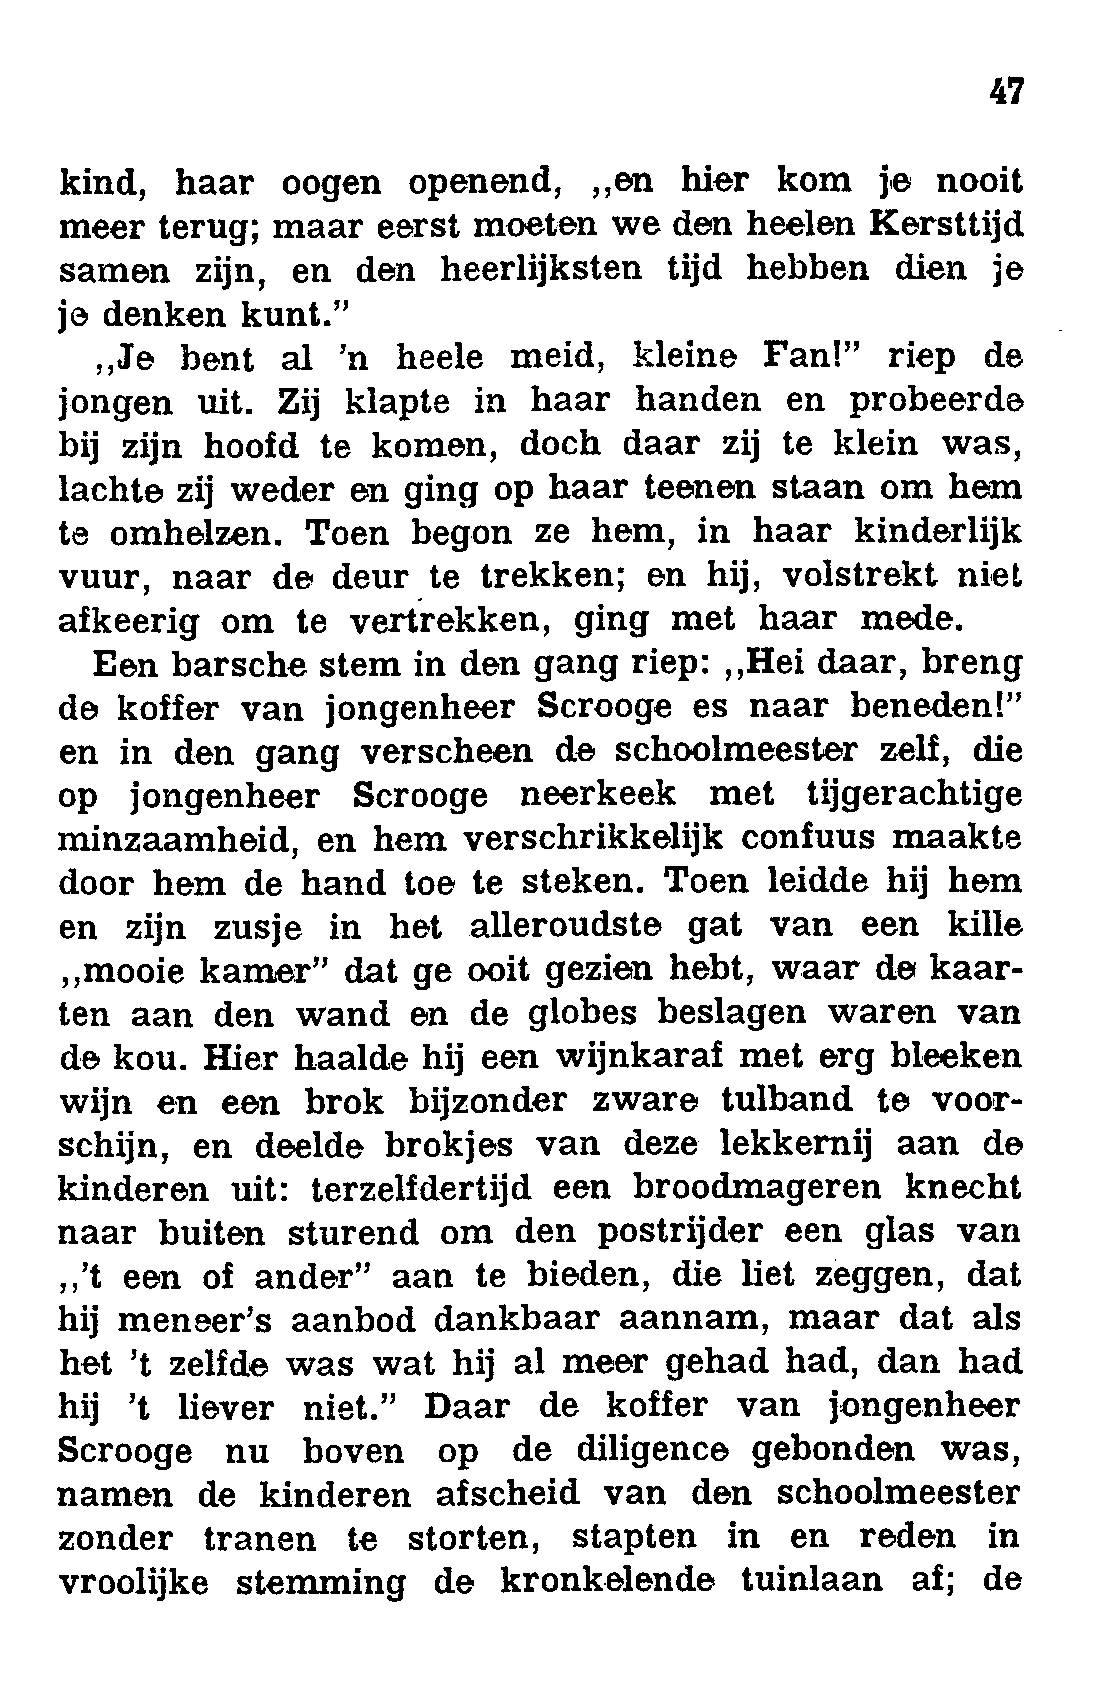 47
kind, haar oogen openend, ,,en hier kom je nooit
meer terug; maar eerst moeten we den heelen Kersttijd
samen zijn, en den heerlijksten tijd hebben dien je
je denken kunt.”
,,Je bent al 'n heele meid, kleine Fan!” riep de
jongen uit. Zij klapte in haar handen en probeerde
bij zijn hoofd te komen, doch daar zij te klein was,
lachte zij weder en ging op haar teenen staan om hem
te omhelzen. Toen begon ze hem, in haar kinderlijk
vuur, naar de deur te trekken; en hij, volstrekt niet
afkeerig om te vertrekken, ging met haar mede.
Een barsche stem in den gang riep: ,,Hei daar, breng
de koffer van jongenheer Scrooge es naar beneden!”
en in den gang verscheen de schoolmeester zelf, die
op jongenheer Scrooge neerkeek met tijgerachtige
minzaamheid, en hem verschrikkelijk confuus maakte
door hem de hand toe te steken. Toen leidde hij hem
en zijn zusje in het alleroudste gat van een kille
,,mooie kamer” dat ge ooit gezien hebt, waar de kaar-
ten aan den wand en de globes beslagen waren van
de kou. Hier haalde hij een wijnkaraf met erg bleeken
wijn en een brok bijzonder zware tulband te voor-
schijn, en deelde brokjes van deze lekkernij aan de
kinderen uit: terzelfdertijd een broodmageren knecht
naar buiten sturend om den postrijder een glas van
,,'t een of ander” aan te bieden, die liet zeggen, dat
hij meneer's aanbod dankbaar aannam, maar dat als
het 't zelfde was wat hij al meer gehad had, dan had
hij 't liever niet.” Daar de koffer van jongenheer
Scrooge nu boven op de diligence gebonden was,
namen de kinderen afscheid van den schoolmeester
zonder tranen te storten, stapten in en reden in
vroolijke stemming de kronkelende tuinlaan af; de